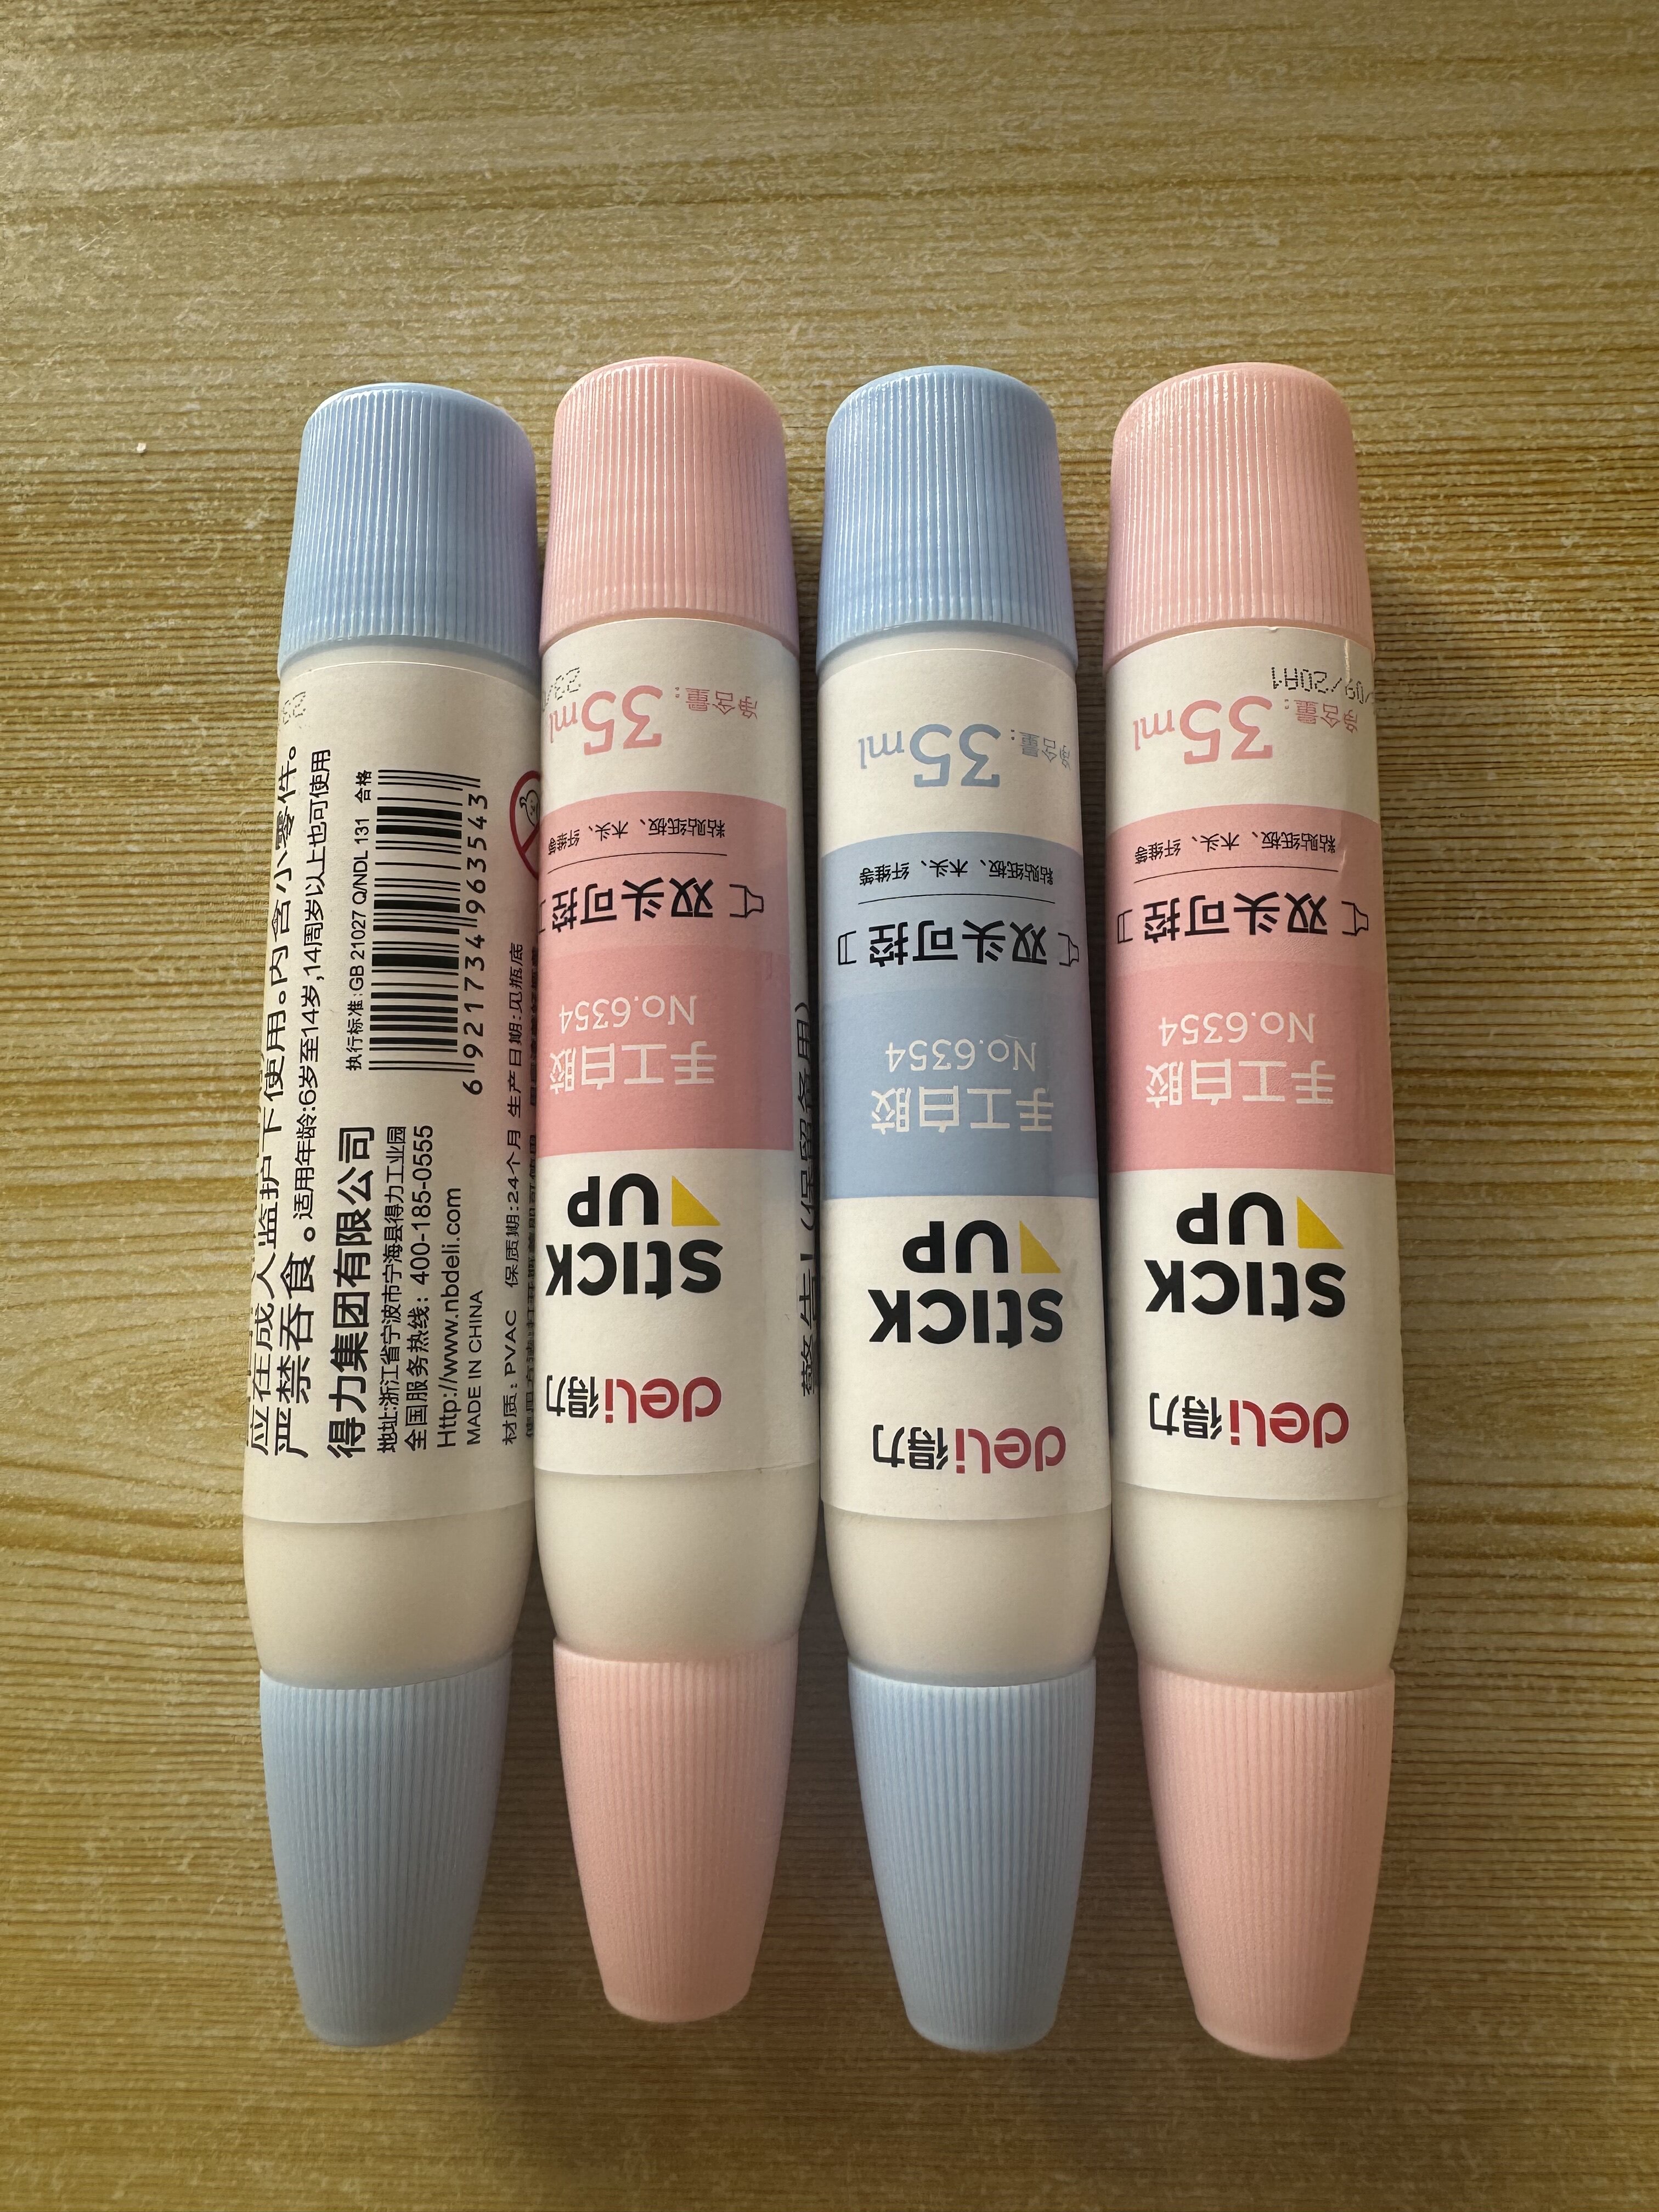 应在成人监护下使用。内含小零件。
严禁吞食。适用年龄:6岁至14岁,14周岁以上也可使用
得力集团有限公司
地址:浙江省宁波市宁海县得力工业园
全国服务热线：400-185-0555
Http://www.nbdeli.com
MADE IN CHINA
执行标准:GB 21027 Q/NDL 131 合格
6 921734 963543
材质：PVAC 保质期:24个月 生产日期:见瓶底
deli得力
STICK
UP
手工白胶
No.6354
双头可控
粘贴纸板、木头、纤维等
净含量:
35ml
deli得力
STICK
UP
手工白胶
No.6354
双头可控
粘贴纸板、木头、纤维等
净含量:
35ml
deli得力
STICK
UP
手工白胶
No.6354
双头可控
粘贴纸板、木头、纤维等
净含量:
35ml
/09/20A1